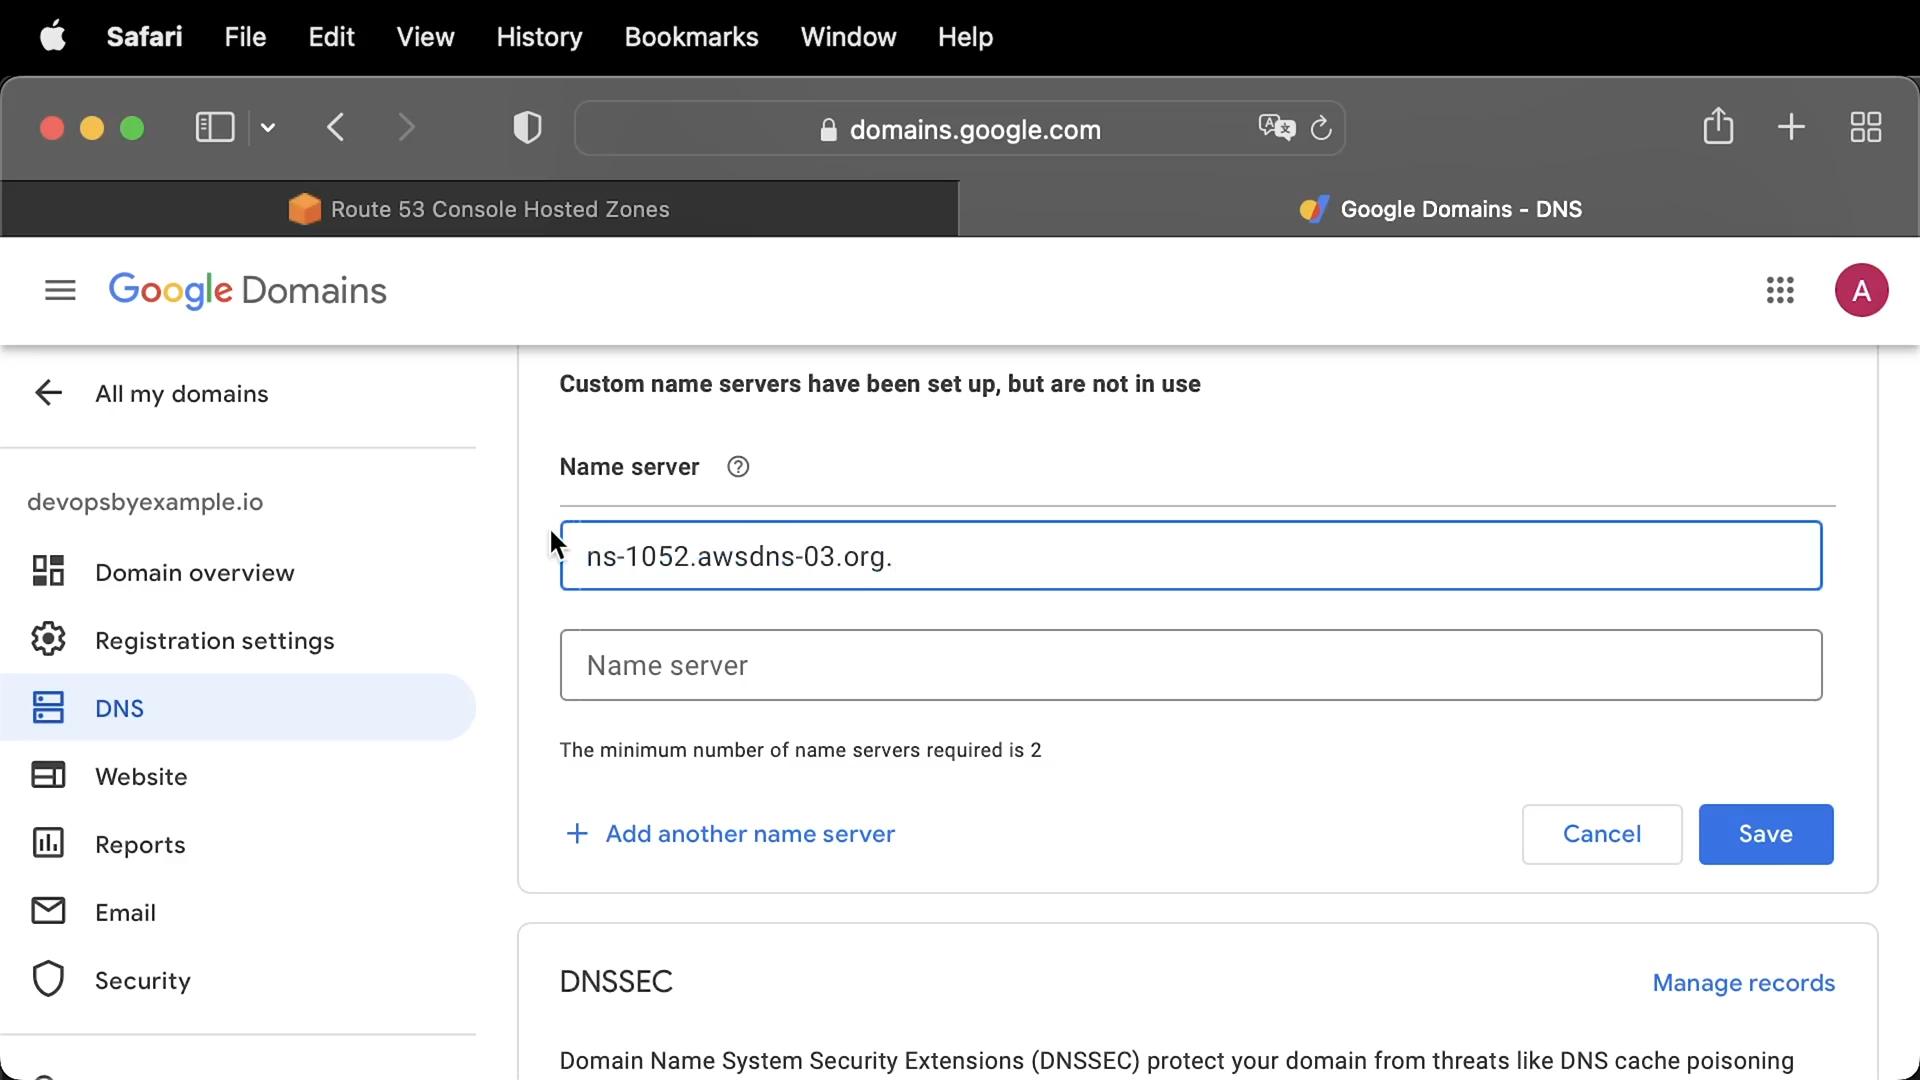 Safari File Edit View History Bookmarks Window Help
domains.google.com
Route 53 Console Hosted Zones
Google Domains - DNS
Google Domains
A
All my domains
devopsbyexample.io
Domain overview
Registration settings
DNS
Website
Reports
Email
Security
Custom name servers have been set up, but are not in use
Name server
ns-1052.awsdns-03.org.
Name server
The minimum number of name servers required is 2
+ Add another name server
Cancel
Save
DNSSEC
Manage records
Domain Name System Security Extensions (DNSSEC) protect your domain from threats like DNS cache poisoning